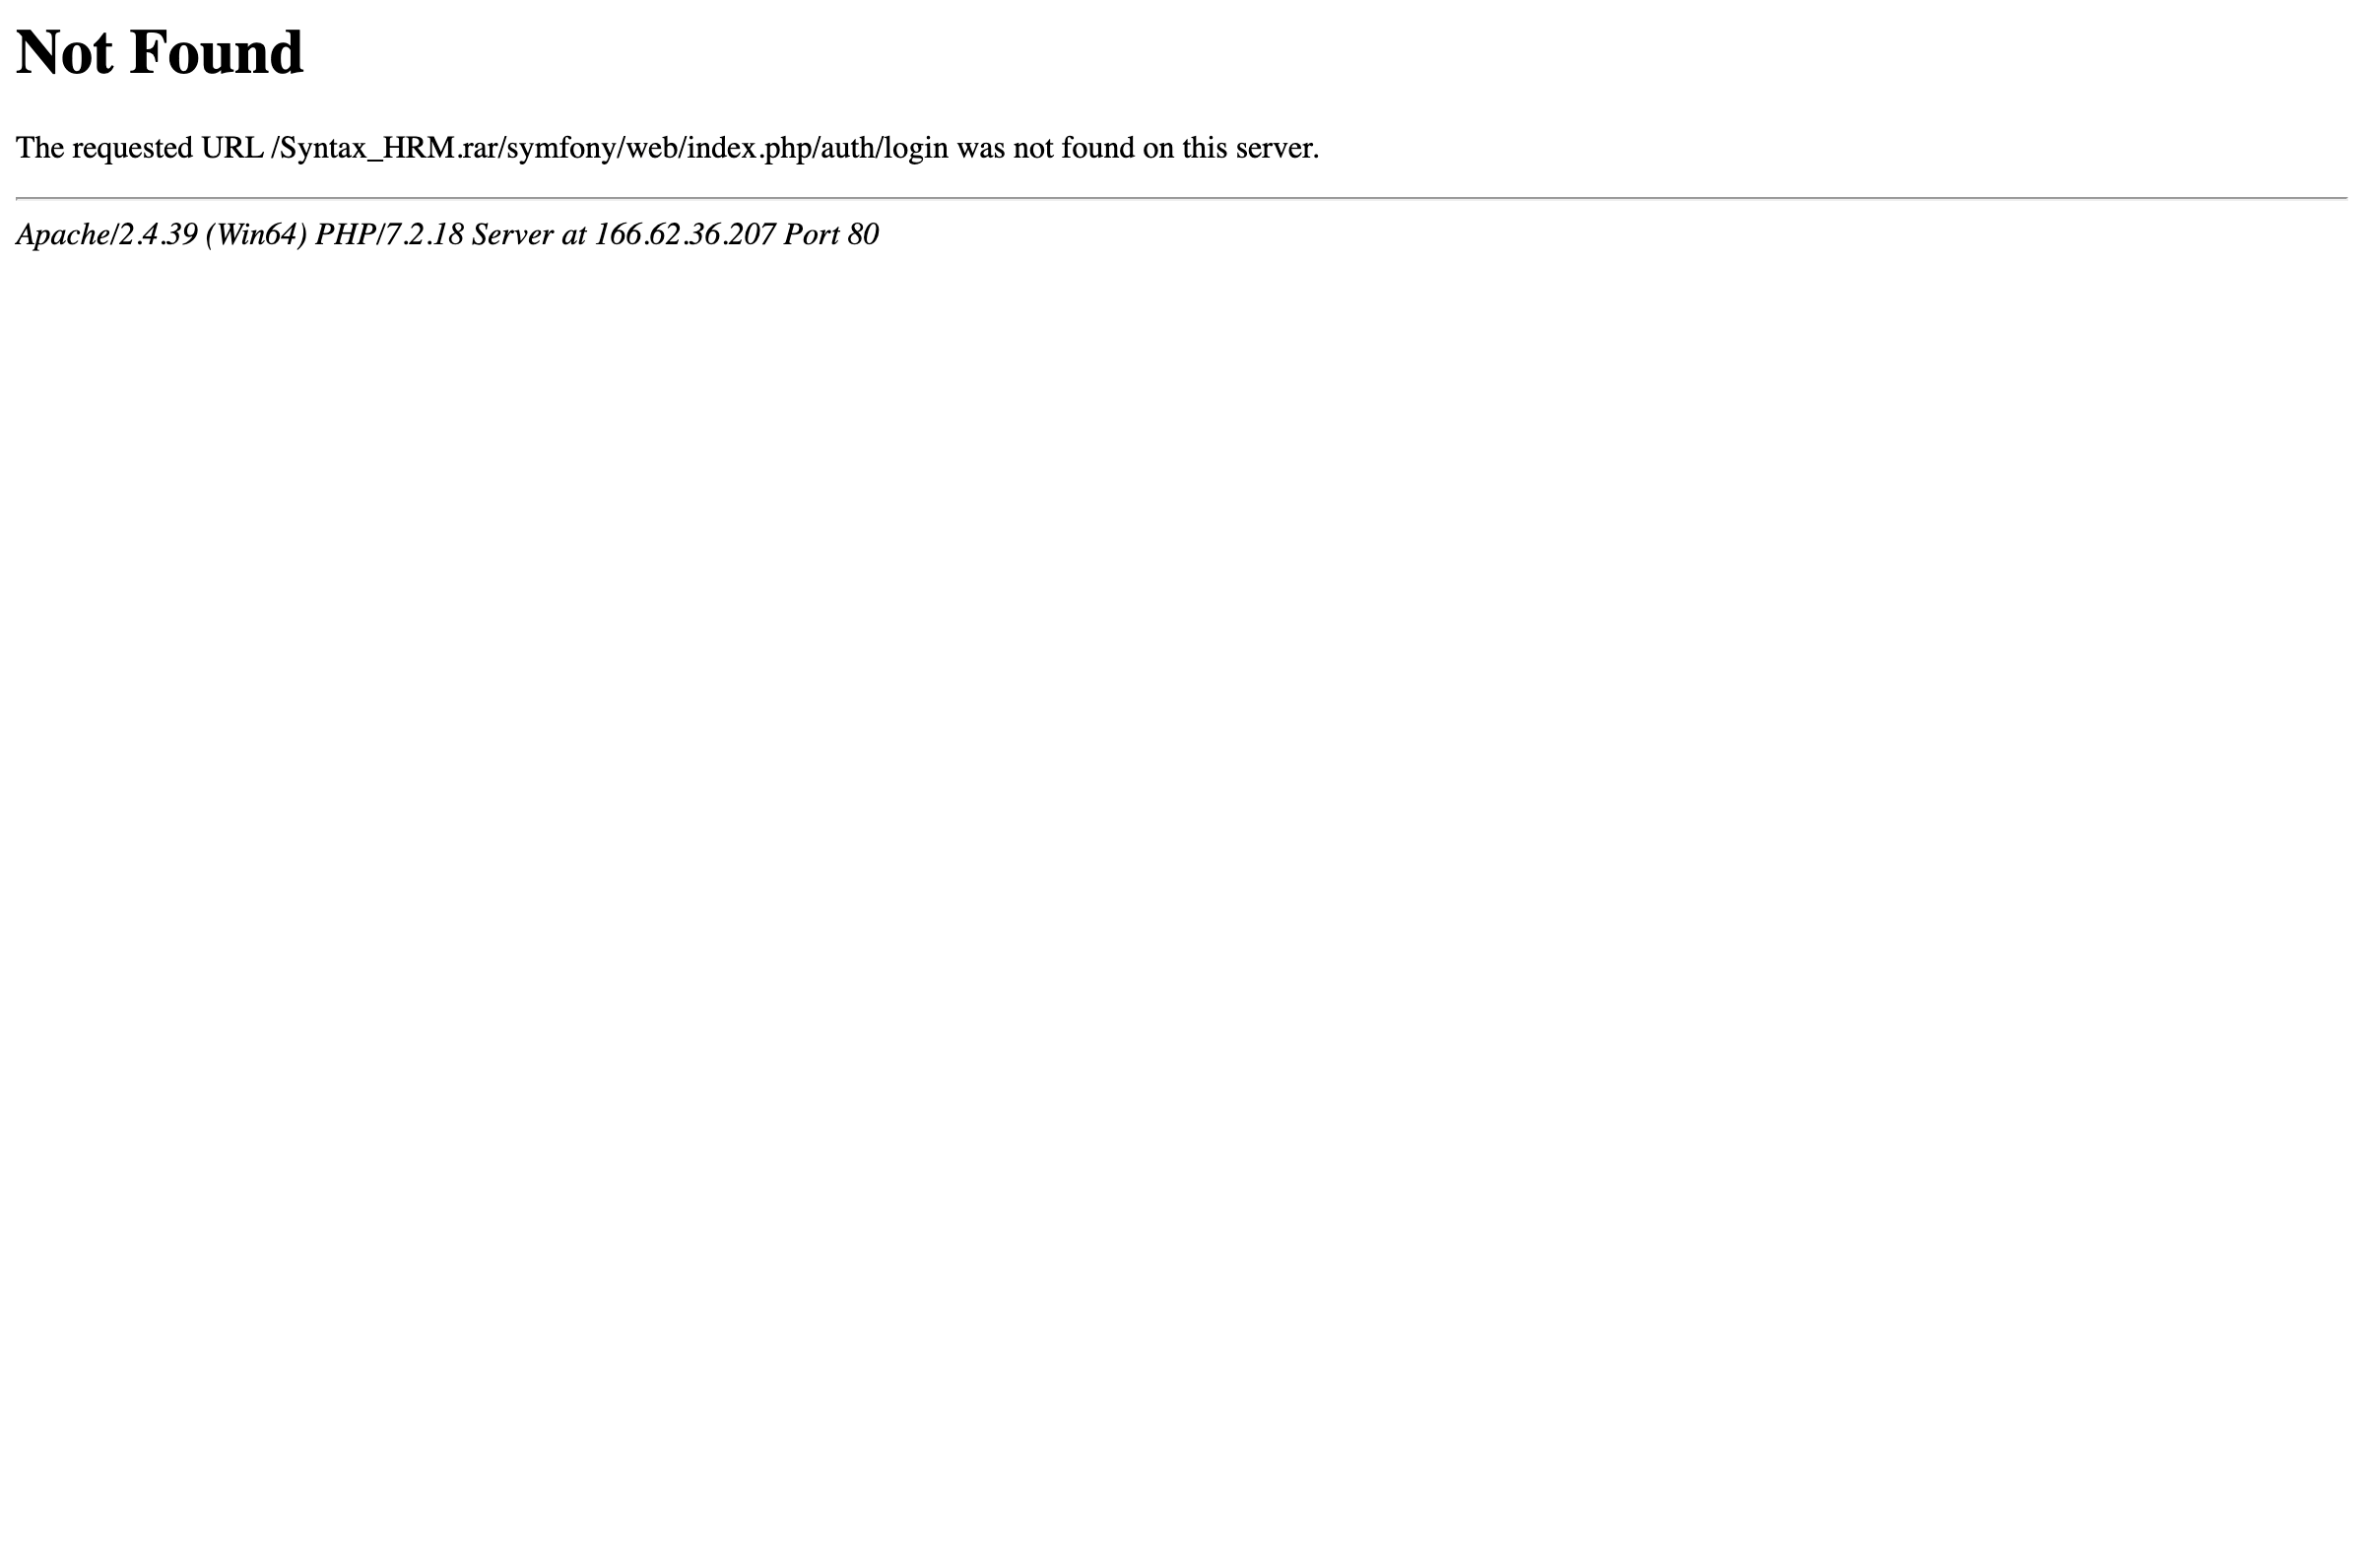 Not Found
The requested URL /Syntax_HRM.rar/symfony/web/index.php/auth/login was not found on this server.
Apache/2.4.39 (Win64) PHP/7.2.18 Server at 166.62.36.207 Port 80